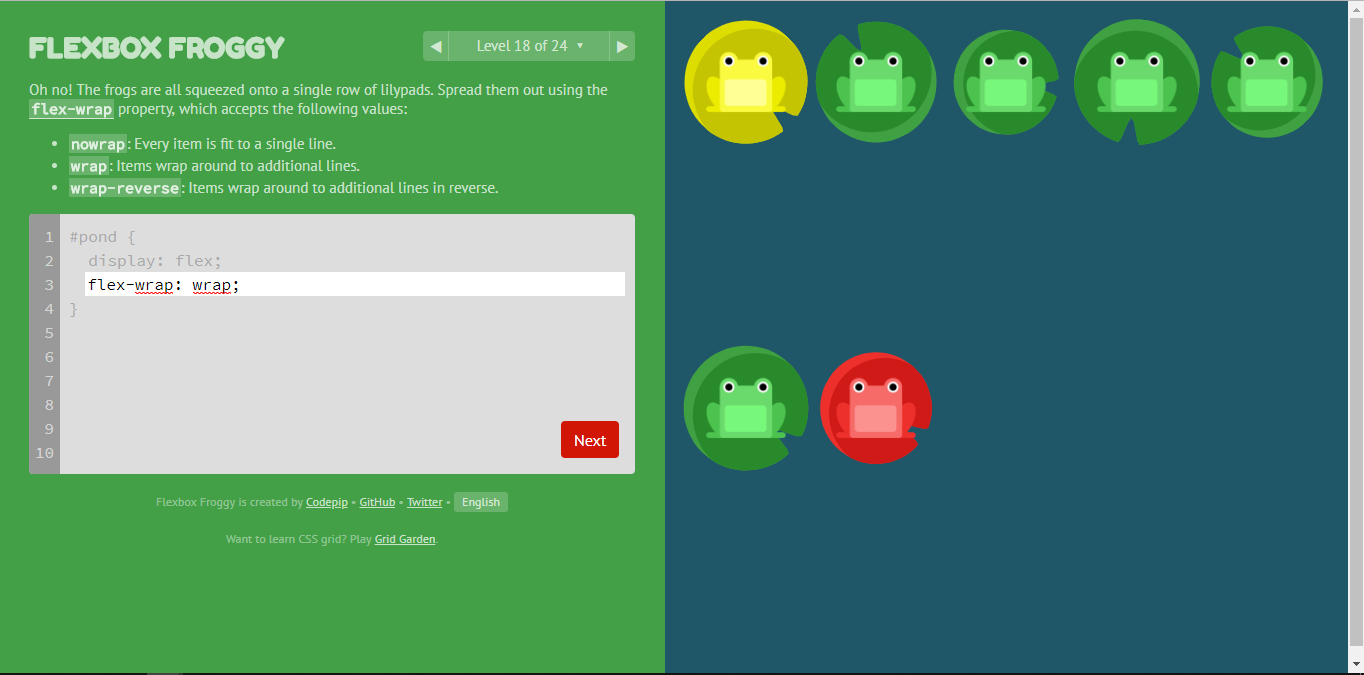 FLEXBOX FROGGY
◀ Level 18 of 24 ▼ ▶
Oh no! The frogs are all squeezed onto a single row of lilypads. Spread them out using the
flex-wrap property, which accepts the following values:
• nowrap: Every item is fit to a single line.
• wrap: Items wrap around to additional lines.
• wrap-reverse: Items wrap around to additional lines in reverse.
1 #pond {
2 display: flex;
3 flex-wrap: wrap;
4 }
5
6
7
8
9
10
Next
Flexbox Froggy is created by Codepip • GitHub • Twitter • English
Want to learn CSS grid? Play Grid Garden.